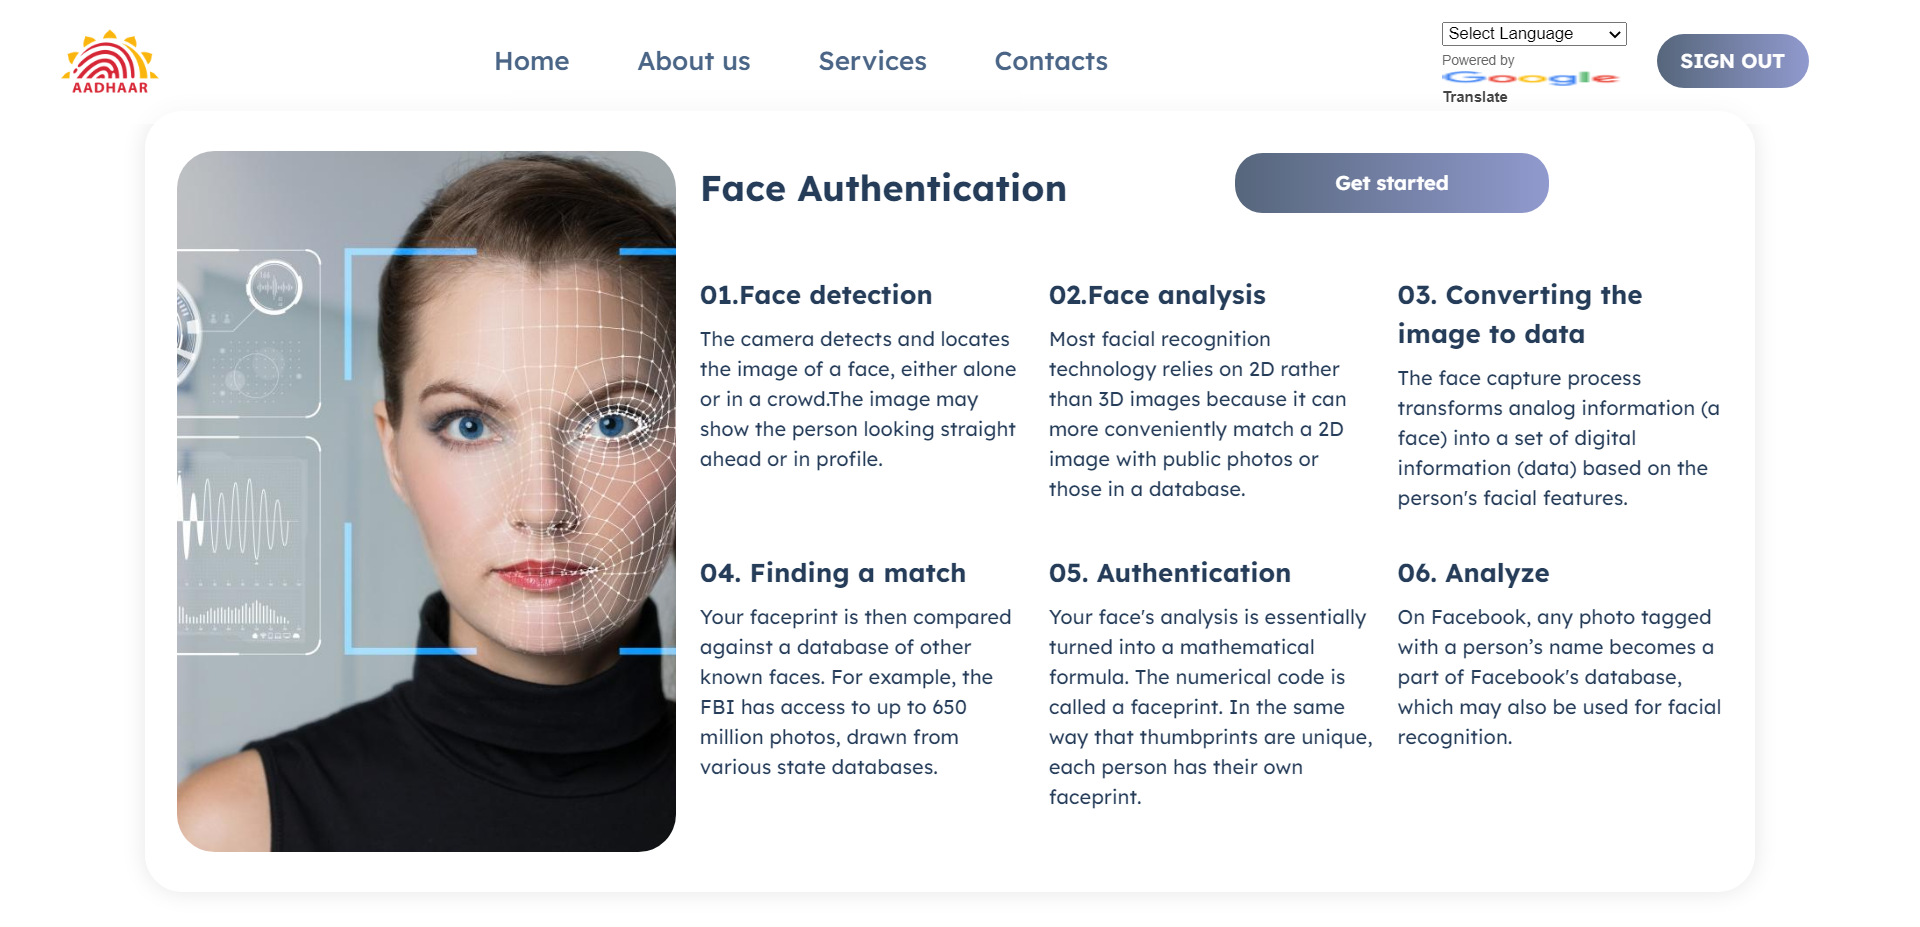 AADHAAR
Home
About us
Services
Contacts
Select Language
Powered by
Google
Translate
SIGN OUT
Face Authentication
Get started
01.Face detection
The camera detects and locates
the image of a face, either alone
or in a crowd.The image may
show the person looking straight
ahead or in profile.
02.Face analysis
Most facial recognition
technology relies on 2D rather
than 3D images because it can
more conveniently match a 2D
image with public photos or
those in a database.
03. Converting the
image to data
The face capture process
transforms analog information (a
face) into a set of digital
information (data) based on the
person's facial features.
04. Finding a match
Your faceprint is then compared
against a database of other
known faces. For example, the
FBI has access to up to 650
million photos, drawn from
various state databases.
05. Authentication
Your face's analysis is essentially
turned into a mathematical
formula. The numerical code is
called a faceprint. In the same
way that thumbprints are unique,
each person has their own
faceprint.
06. Analyze
On Facebook, any photo tagged
with a person’s name becomes a
part of Facebook's database,
which may also be used for facial
recognition.